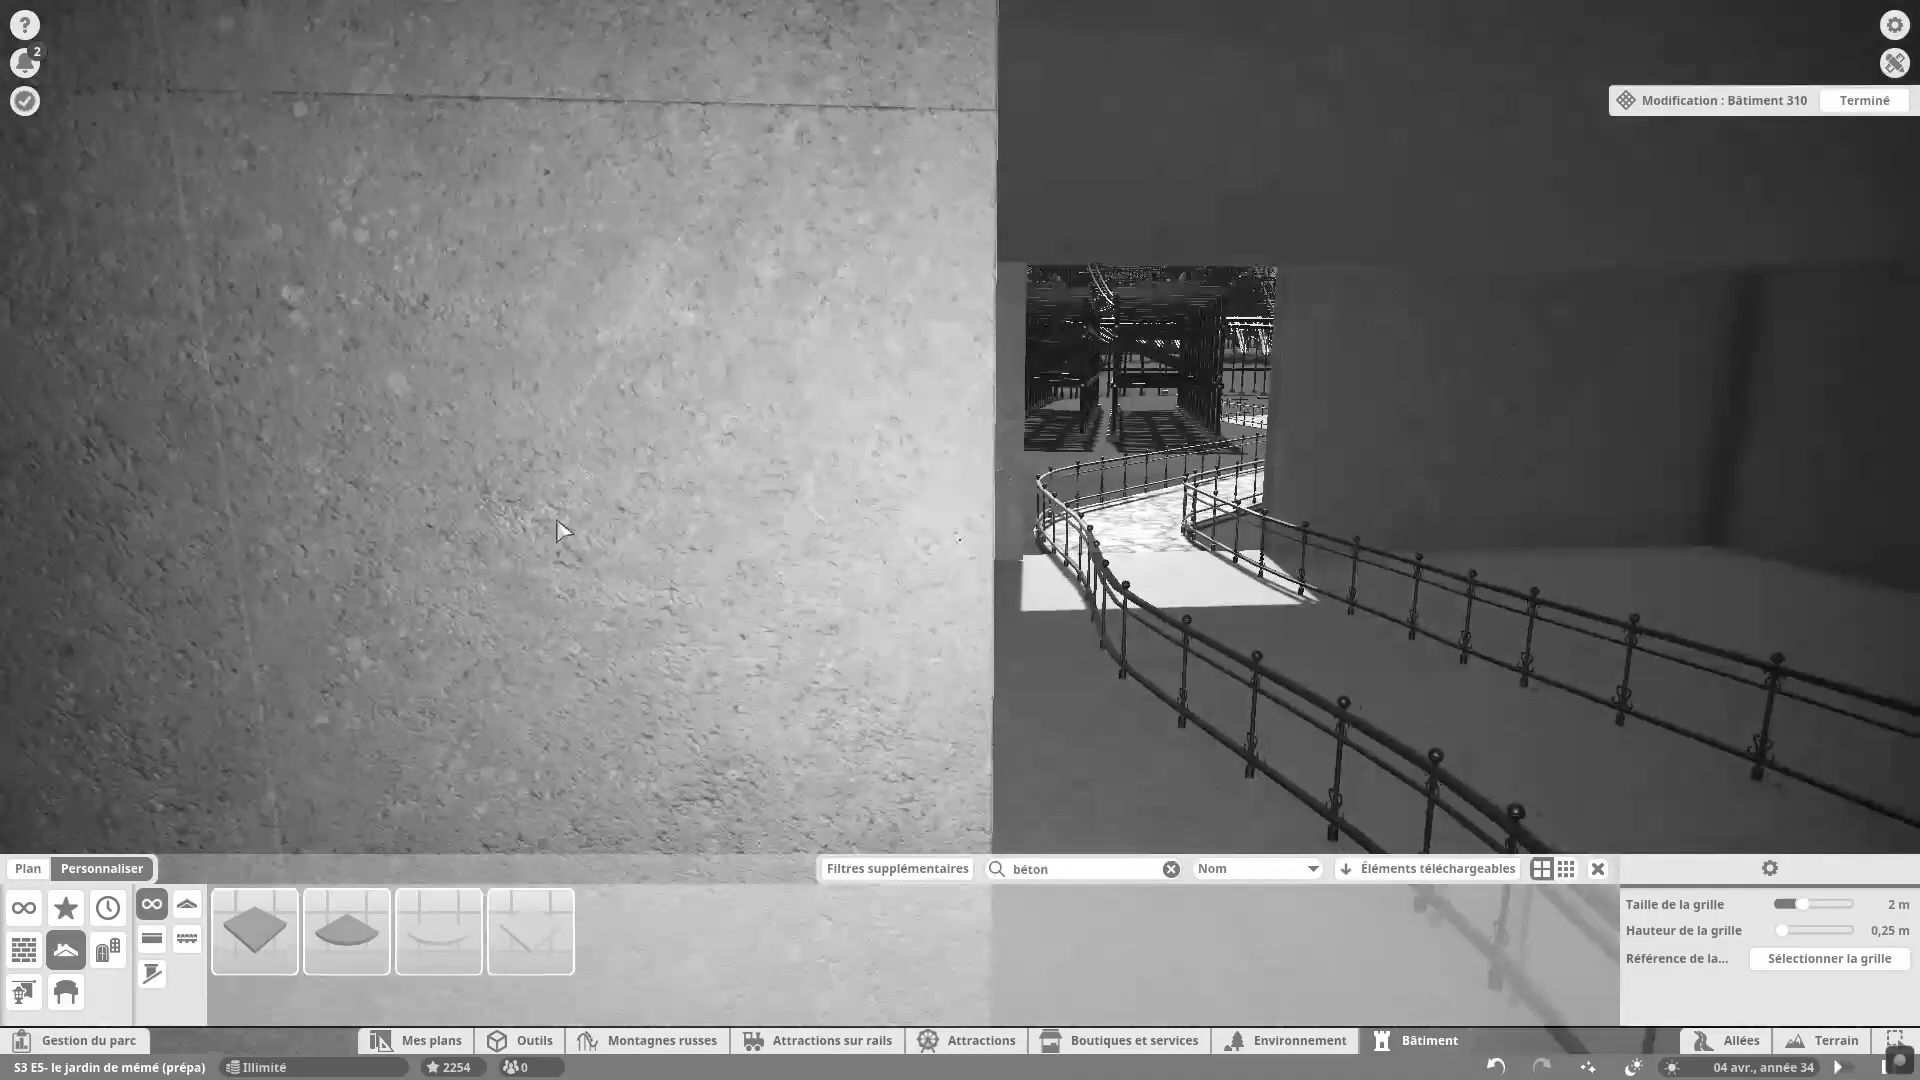 ?
2
Modification : Bâtiment 310
Terminé
Plan
Personnaliser
Filtres supplémentaires
béton
Nom
Éléments téléchargeables
Taille de la grille
2 m
Hauteur de la grille
0,25 m
Référence de la...
Sélectionner la grille
Gestion du parc
Mes plans
Outils
Montagnes russes
Attractions sur rails
Attractions
Boutiques et services
Environnement
Bâtiment
Allées
Terrain
S3 E5- le jardin de mémé (prépa)
Illimité
2254
0
04 avr., année 34